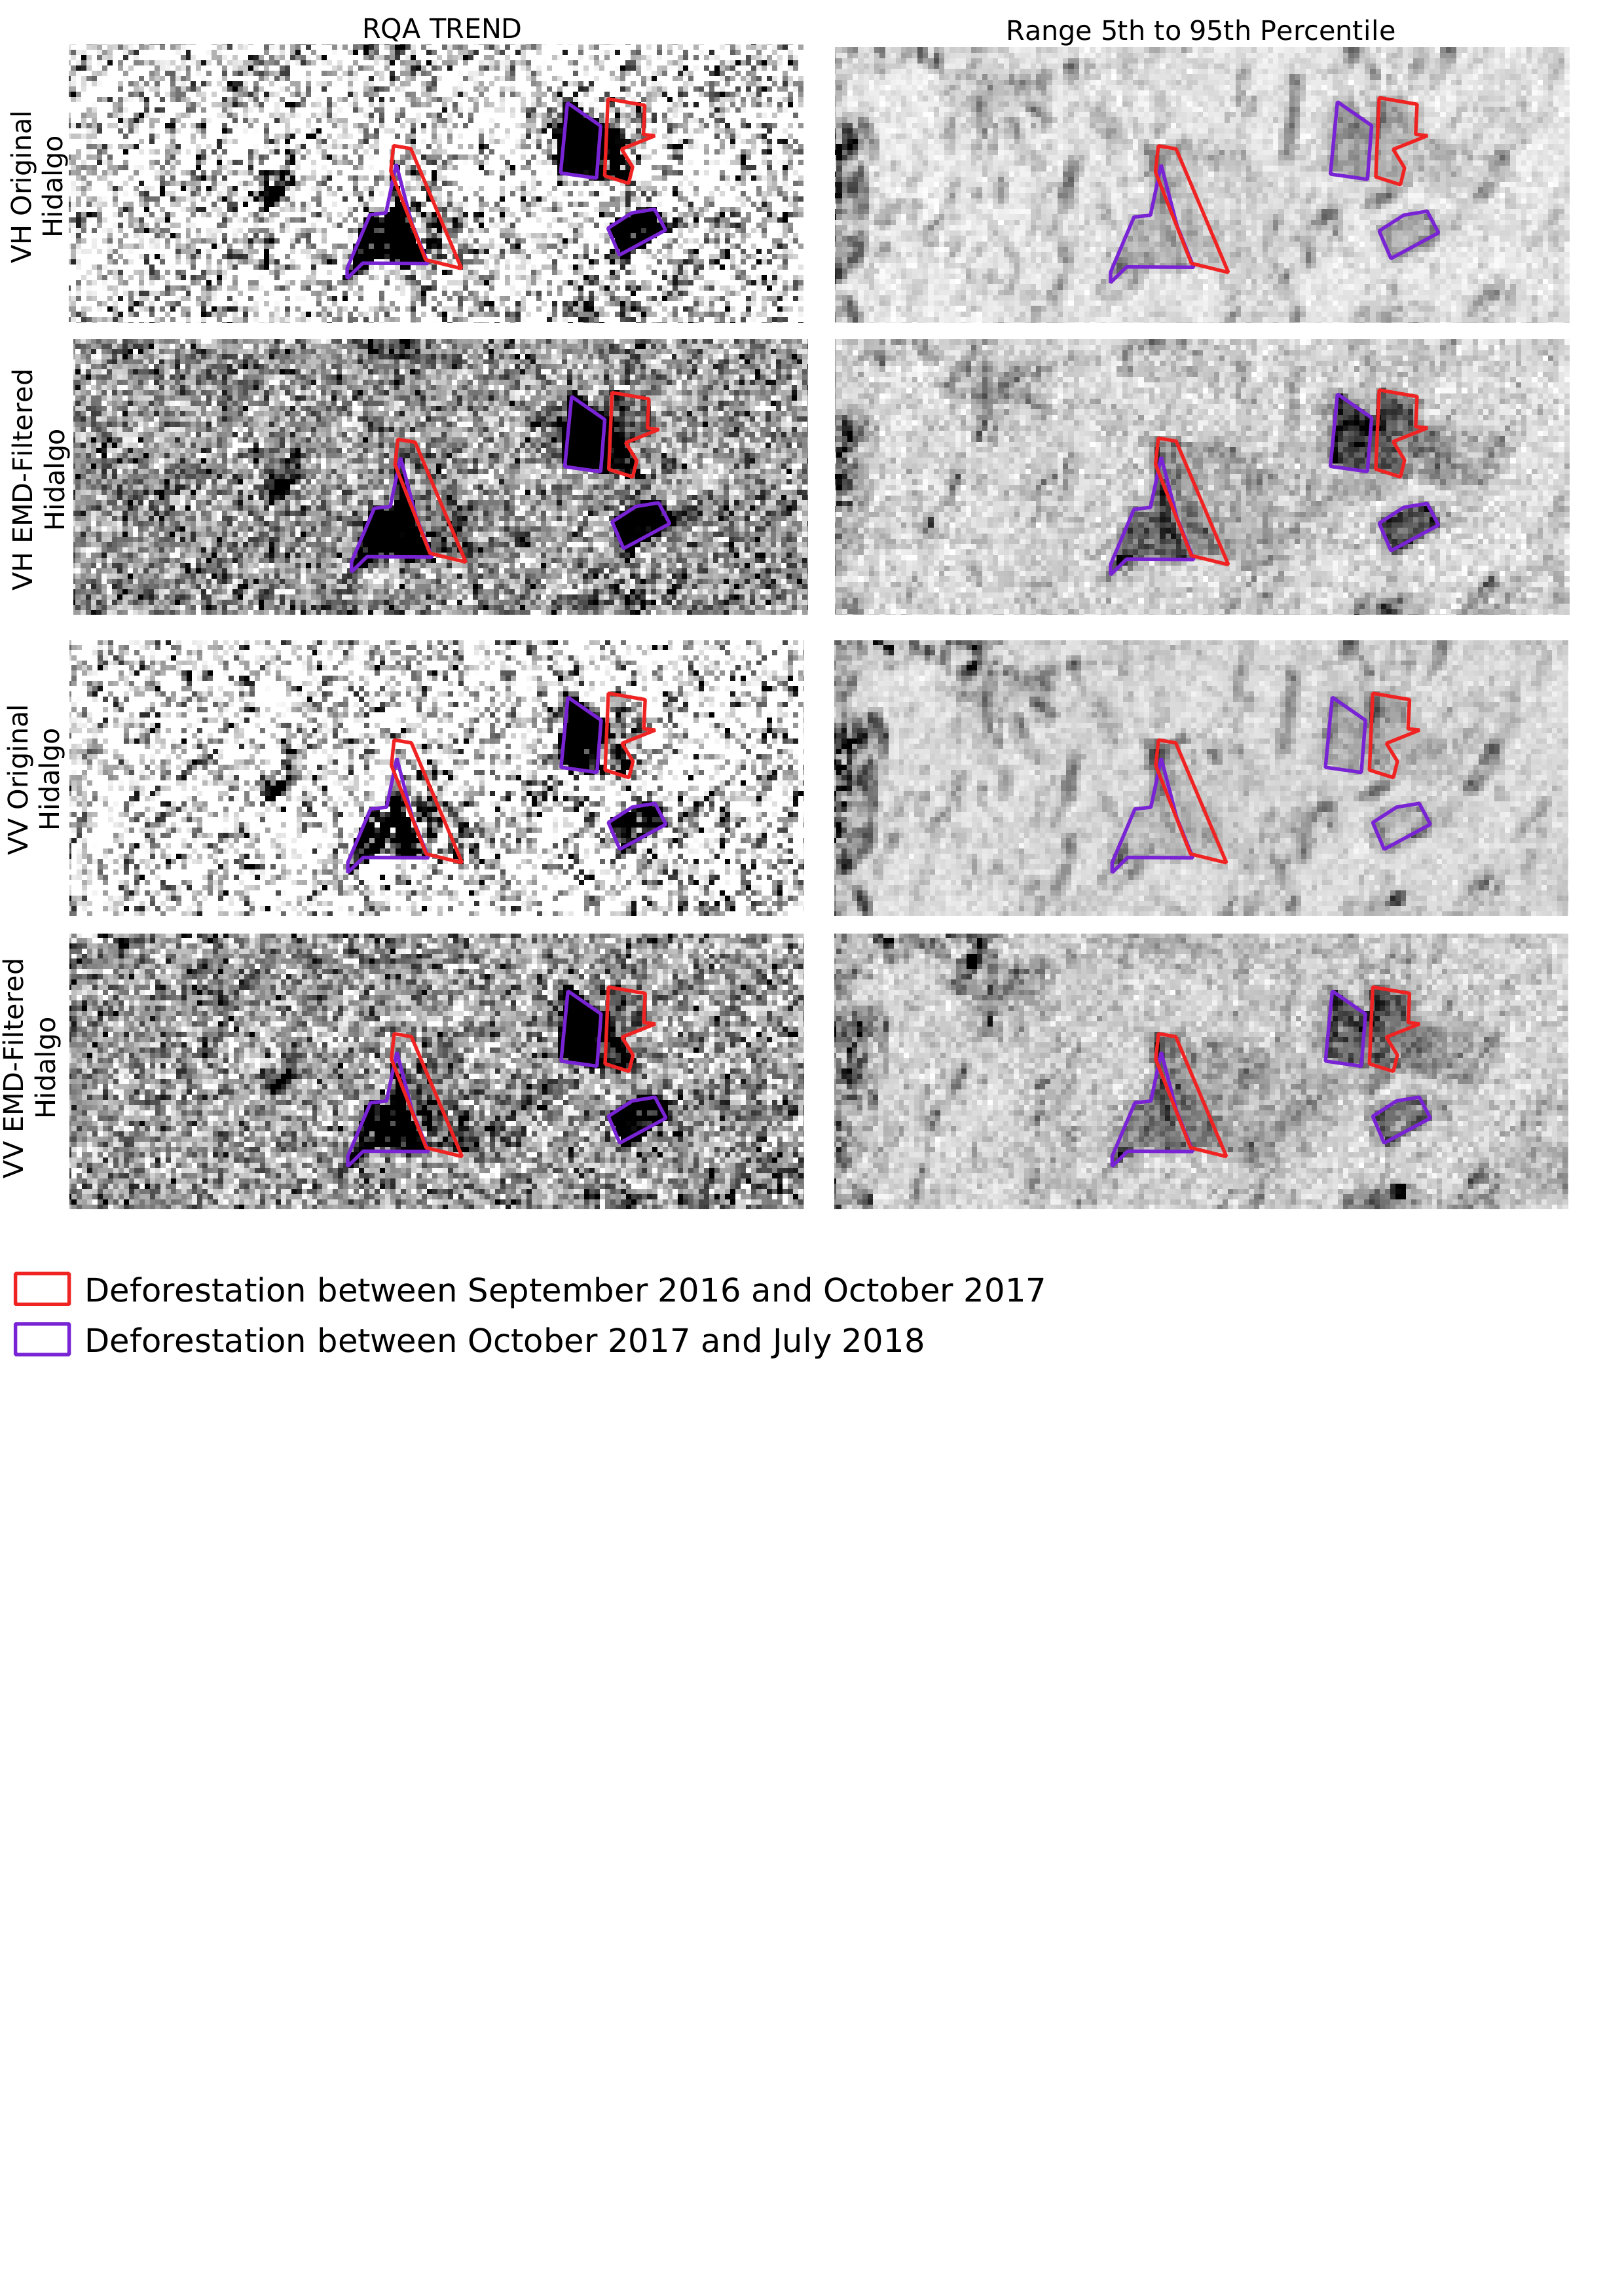 RQA TREND
Range 5th to 95th Percentile
VH Original
Hidalgo
VH EMD-Filtered
Hidalgo
VV Original
Hidalgo
VV EMD-Filtered
Hidalgo
Deforestation between September 2016 and October 2017
Deforestation between October 2017 and July 2018